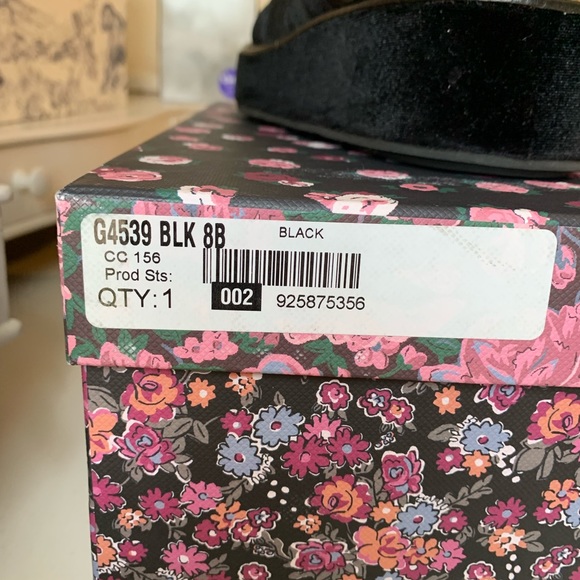 G4539 BLK 8B BLACK
CC 156
Prod Sts:
QTY:1 002 925875356